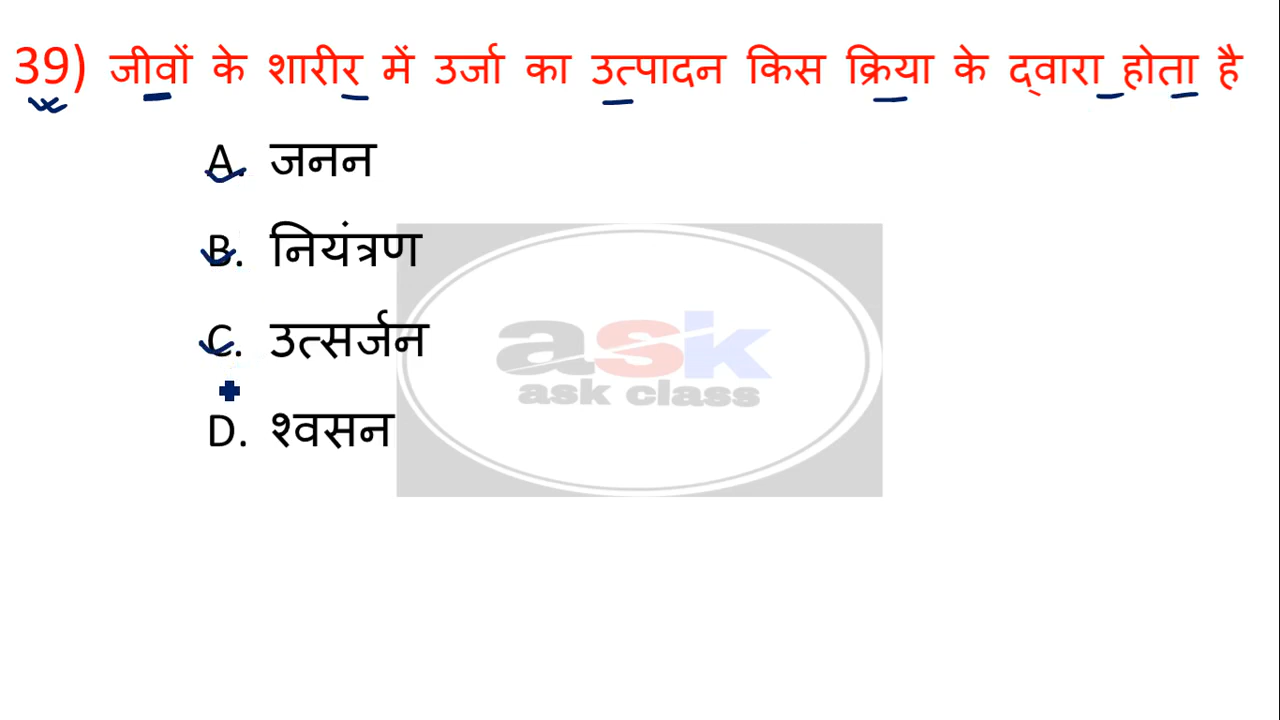 39) जीवों के शारीर में उर्जा का उत्पादन किस क्रिया के द्वारा होता है
A. जनन
B. नियंत्रण
C. उत्सर्जन
D. श्वसन
ask
ask class